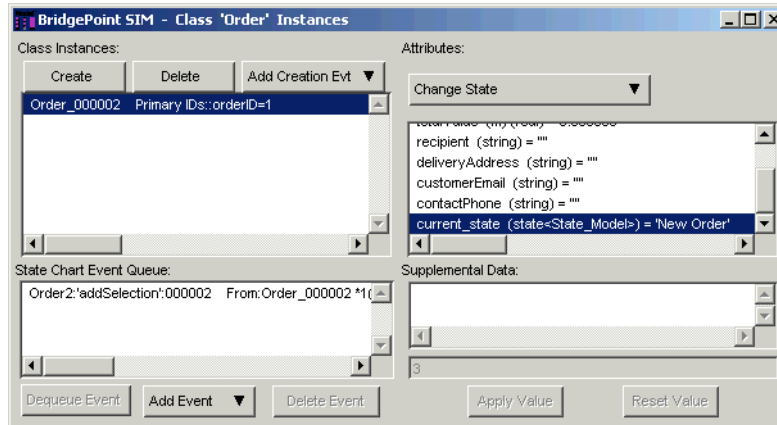 BridgePoint SIM - Class 'Order' Instances
Class Instances:
Create Delete Add Creation Evt
Order_000002 Primary IDs::orderID=1
Attributes:
Change State
recipient (string) = ""
deliveryAddress (string) = ""
customerEmail (string) = ""
contactPhone (string) = ""
current_state (state<State_Model>) = 'New Order'
State Chart Event Queue:
Order2:'addSelection':000002 From:Order_000002 *1(
Supplemental Data:
3
Dequeue Event Add Event Delete Event
Apply Value Reset Value